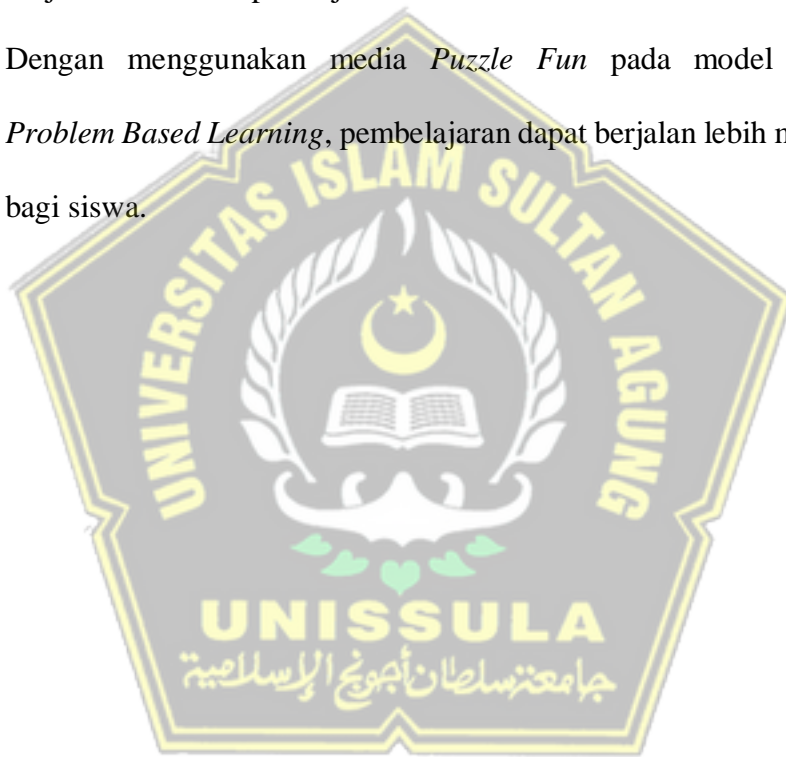 Dengan menggunakan media Puzzle Fun pada model
Problem Based Learning, pembelajaran dapat berjalan lebih
bagi siswa.
UNIVERSITAS ISLAM SULTAN AGUNG
UNISSULA
جامعة سلطان أجونج الإسلامية